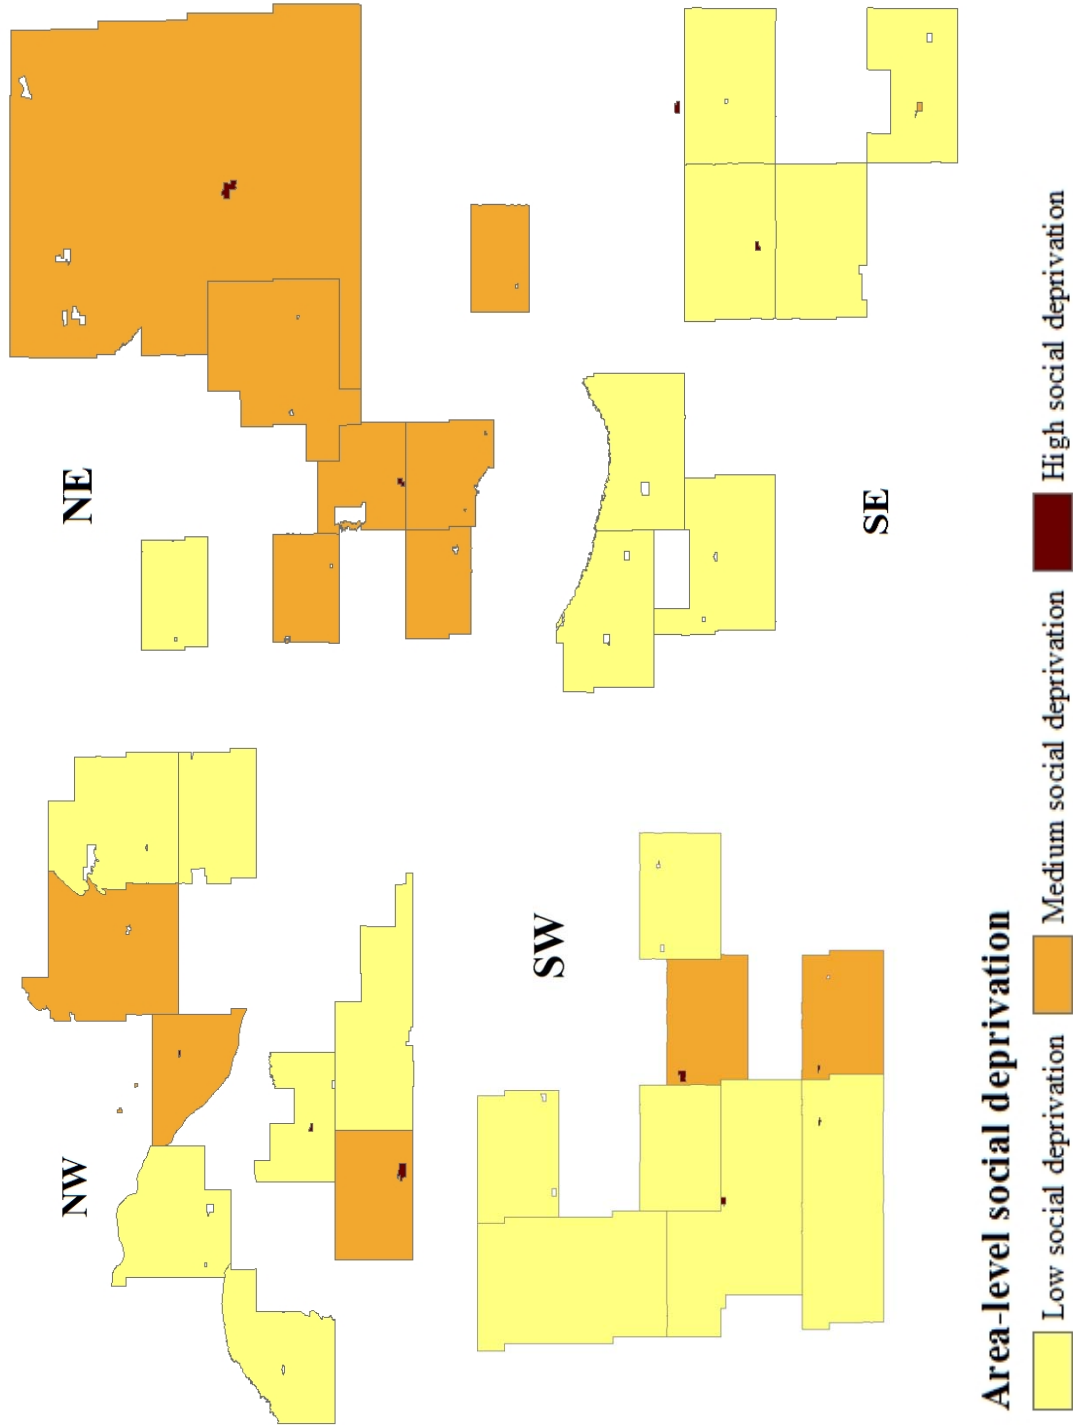 NW
NE
SW
SE
Area-level social deprivation
Low social deprivation
Medium social deprivation
High social deprivation